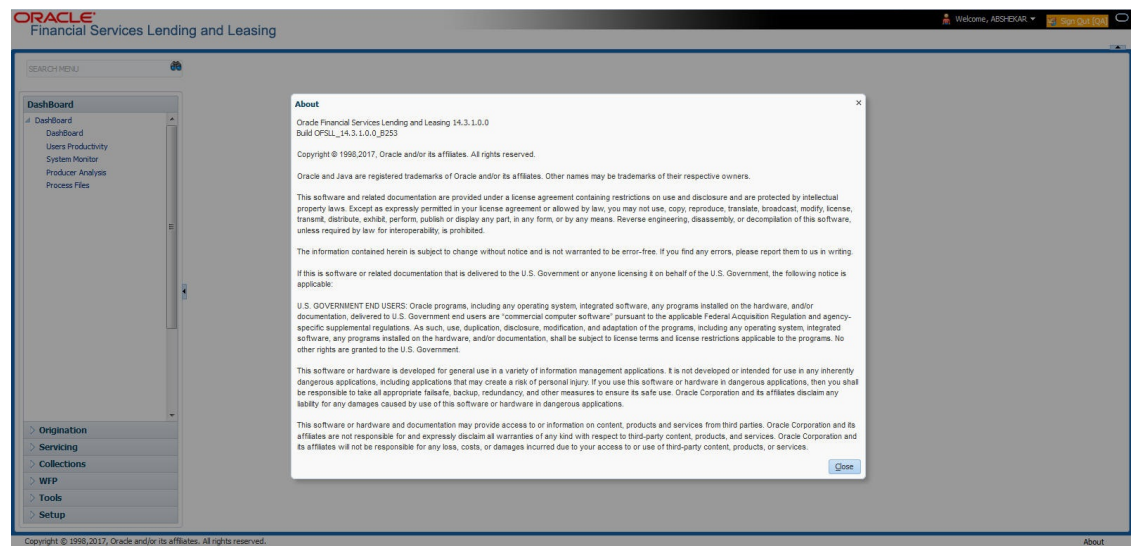 ORACLE
Financial Services Lending and Leasing
Welcome, ABSHEKAR
Sign Out [QA]
SEARCH MENU
DashBoard
DashBoard
DashBoard
Users Productivity
System Monitor
Producer Analysis
Process Files
Origination
Servicing
Collections
WFP
Tools
Setup
About
Oracle Financial Services Lending and Leasing 14.3.1.0.0
Build OFSLL_14.3.1.0.0_B253
Copyright © 1998,2017, Oracle and/or its affiliates. All rights reserved.
Oracle and Java are registered trademarks of Oracle and/or its affiliates. Other names may be trademarks of their respective owners.
This software and related documentation are provided under a license agreement containing restrictions on use and disclosure and are protected by intellectual
property laws. Except as expressly permitted in your license agreement or allowed by law, you may not use, copy, reproduce, translate, broadcast, modify, license,
transmit, distribute, exhibit, perform, publish or display any part, in any form, or by any means. Reverse engineering, disassembly, or decompilation of this software,
unless required by law for interoperability, is prohibited.
The information contained herein is subject to change without notice and is not warranted to be error-free. If you find any errors, please report them to us in writing.
If this is software or related documentation that is delivered to the U.S. Government or anyone licensing it on behalf of the U.S. Government, the following notice is
applicable:
U.S. GOVERNMENT END USERS: Oracle programs, including any operating system, integrated software, any programs installed on the hardware, and/or
documentation, delivered to U.S. Government end users are "commercial computer software" pursuant to the applicable Federal Acquisition Regulation and agency-
specific supplemental regulations. As such, use, duplication, disclosure, modification, and adaptation of the programs, including any operating system, integrated
software, any programs installed on the hardware, and/or documentation, shall be subject to license terms and license restrictions applicable to the programs. No
other rights are granted to the U.S. Government.
This software or hardware is developed for general use in a variety of information management applications. It is not developed or intended for use in any inherently
dangerous applications, including applications that may create a risk of personal injury. If you use this software or hardware in dangerous applications, then you shall
be responsible to take all appropriate failsafe, backup, redundancy, and other measures to ensure its safe use. Oracle Corporation and its affiliates disclaim any
liability for any damages caused by use of this software or hardware in dangerous applications.
This software or hardware and documentation may provide access to or information on content, products and services from third parties. Oracle Corporation and its
affiliates are not responsible for and expressly disclaim all warranties of any kind with respect to third-party content, products, and services. Oracle Corporation and
its affiliates will not be responsible for any loss, costs, or damages incurred due to your access to or use of third-party content, products, or services.
Close
Copyright © 1998,2017, Oracle and/or its affiliates. All rights reserved.
About